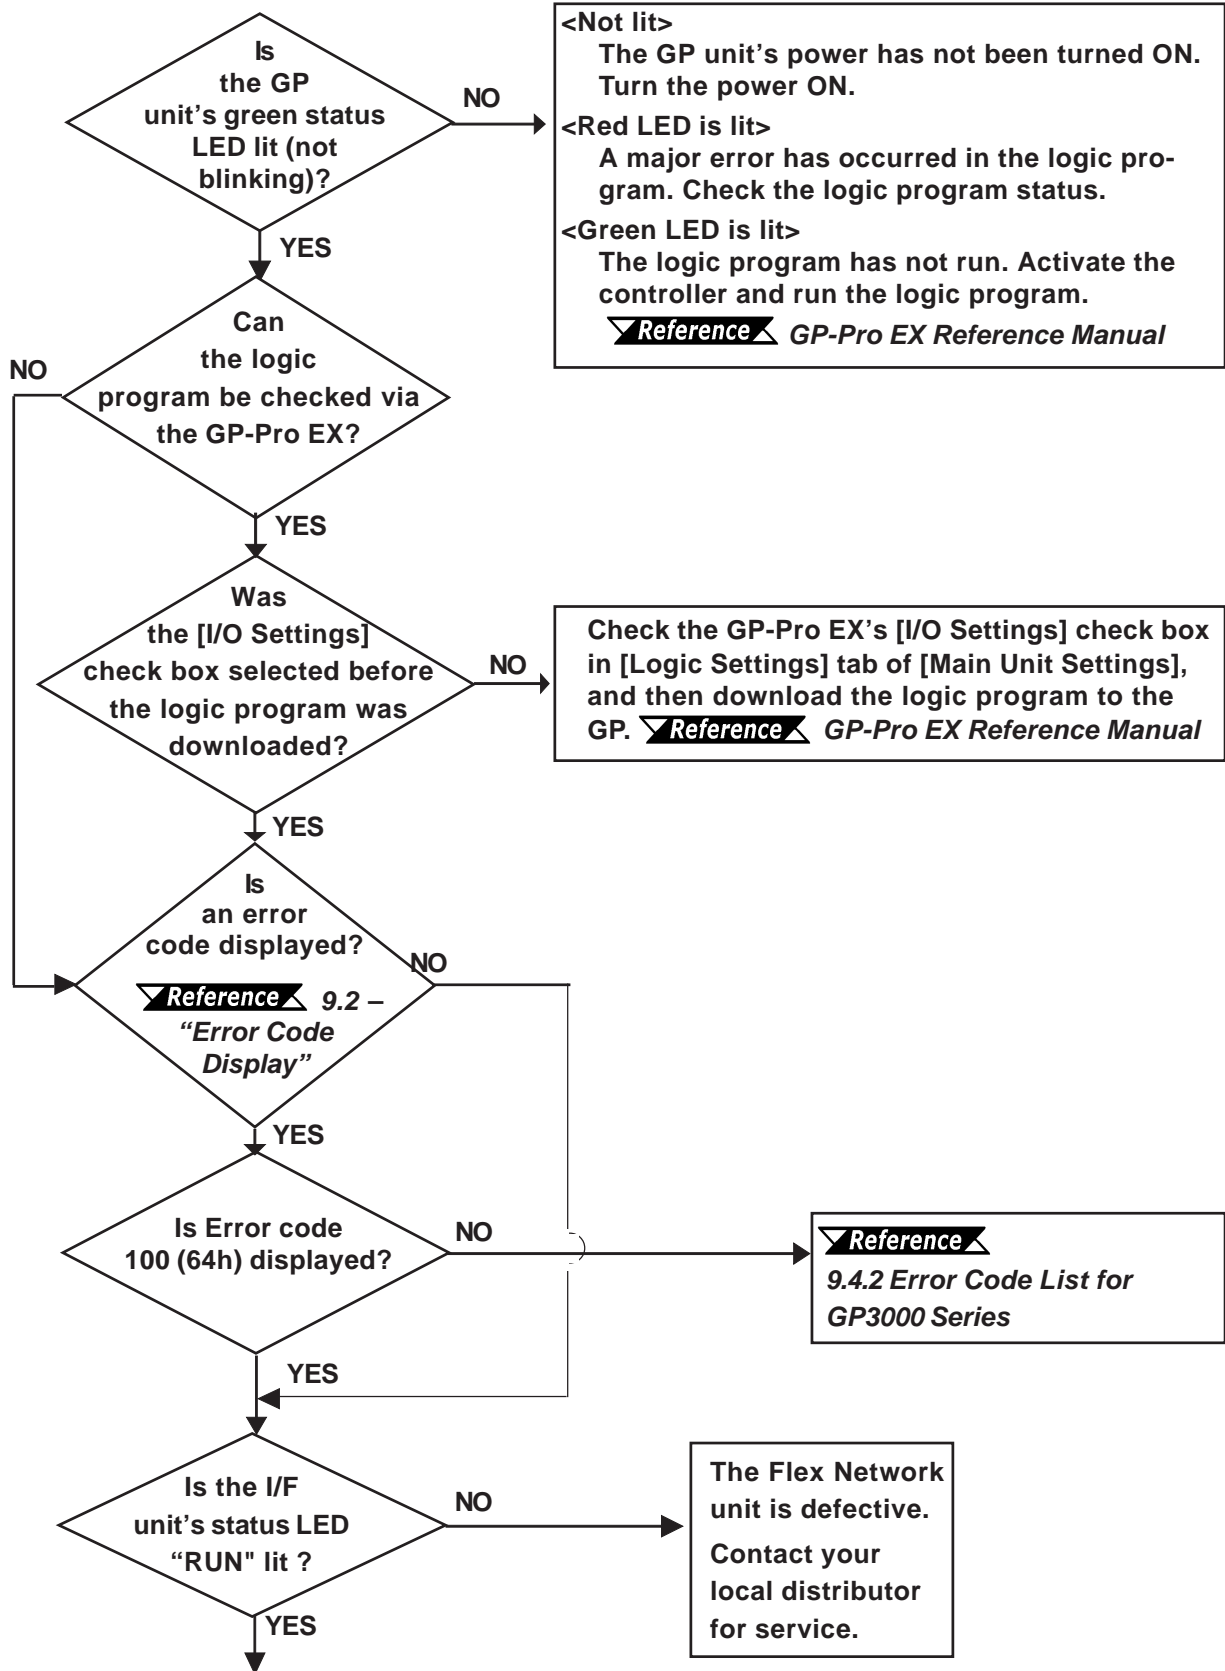 Is
the GP
unit's green status
LED lit (not
blinking)?
NO
YES
<Not lit>
The GP unit's power has not been turned ON.
Turn the power ON.
<Red LED is lit>
A major error has occurred in the logic pro-
gram. Check the logic program status.
<Green LED is lit>
The logic program has not run. Activate the
controller and run the logic program.
Reference GP-Pro EX Reference Manual
Can
the logic
program be checked via
the GP-Pro EX?
NO
YES
Was
the [I/O Settings]
check box selected before
the logic program was
downloaded?
NO
YES
Check the GP-Pro EX's [I/O Settings] check box
in [Logic Settings] tab of [Main Unit Settings],
and then download the logic program to the
GP. Reference GP-Pro EX Reference Manual
Is
an error
code displayed?
Reference 9.2 –
“Error Code
Display”
NO
YES
Is Error code
100 (64h) displayed?
NO
YES
Reference
9.4.2 Error Code List for
GP3000 Series
Is the I/F
unit's status LED
“RUN" lit ?
NO
YES
The Flex Network
unit is defective.
Contact your
local distributor
for service.